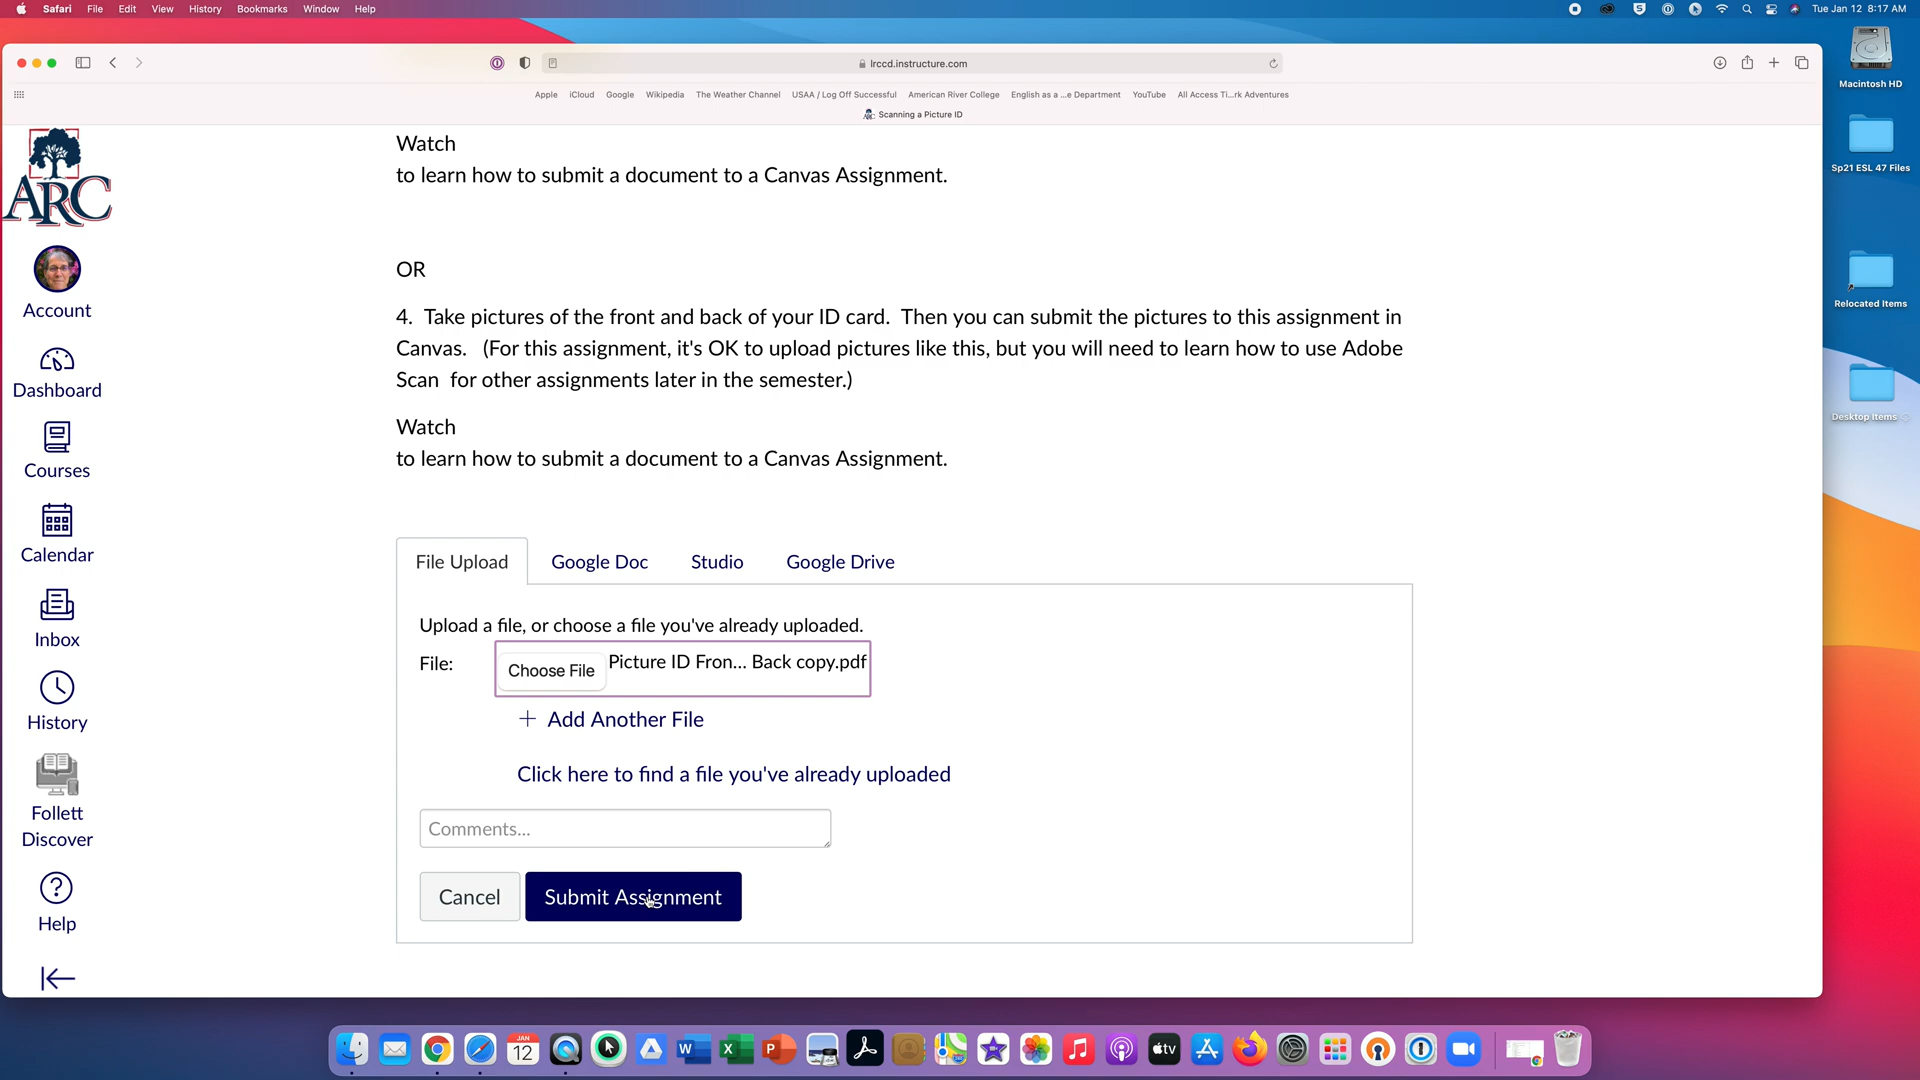 Safari File Edit View History Bookmarks Window Help
Tue Jan 12 8:17 AM
lrccd.instructure.com
Apple iCloud Google Wikipedia The Weather Channel USAA / Log Off Successful American River College English as a ...e Department YouTube All Access Ti...rk Adventures
Scanning a Picture ID
Macintosh HD
Sp21 ESL 47 Files
Relocated Items
Desktop Items
ARC
Account
Dashboard
Courses
Calendar
Inbox
History
Follett
Discover
Help
Watch
to learn how to submit a document to a Canvas Assignment.
OR
4. Take pictures of the front and back of your ID card. Then you can submit the pictures to this assignment in
Canvas. (For this assignment, it's OK to upload pictures like this, but you will need to learn how to use Adobe
Scan for other assignments later in the semester.)
Watch
to learn how to submit a document to a Canvas Assignment.
File Upload Google Doc Studio Google Drive
Upload a file, or choose a file you've already uploaded.
File: Choose File Picture ID Fron... Back copy.pdf
+ Add Another File
Click here to find a file you've already uploaded
Comments...
Cancel Submit Assignment
JAN
12
W
X
P
tv